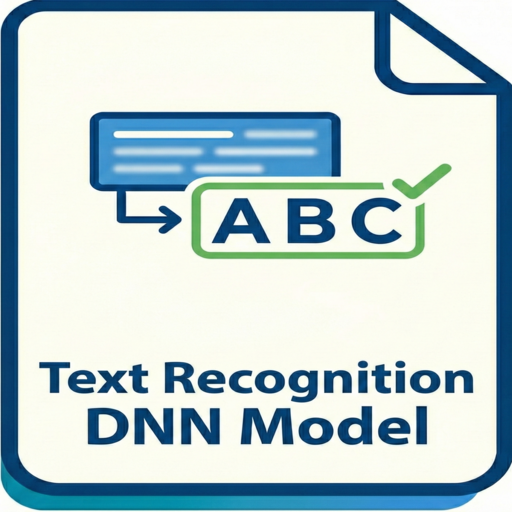 ABC
Text Recognition
DNN Model